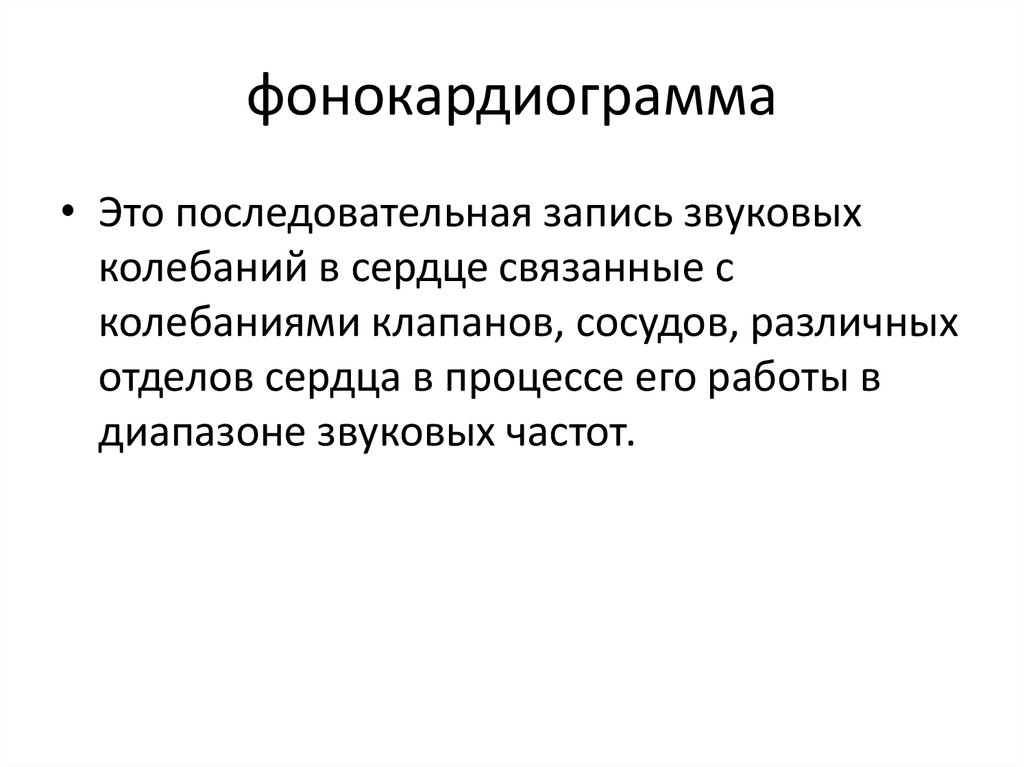 фонокардиограмма
• Это последовательная запись звуковых
колебаний в сердце связанные с
колебаниями клапанов, сосудов, различных
отделов сердца в процессе его работы в
диапазоне звуковых частот.